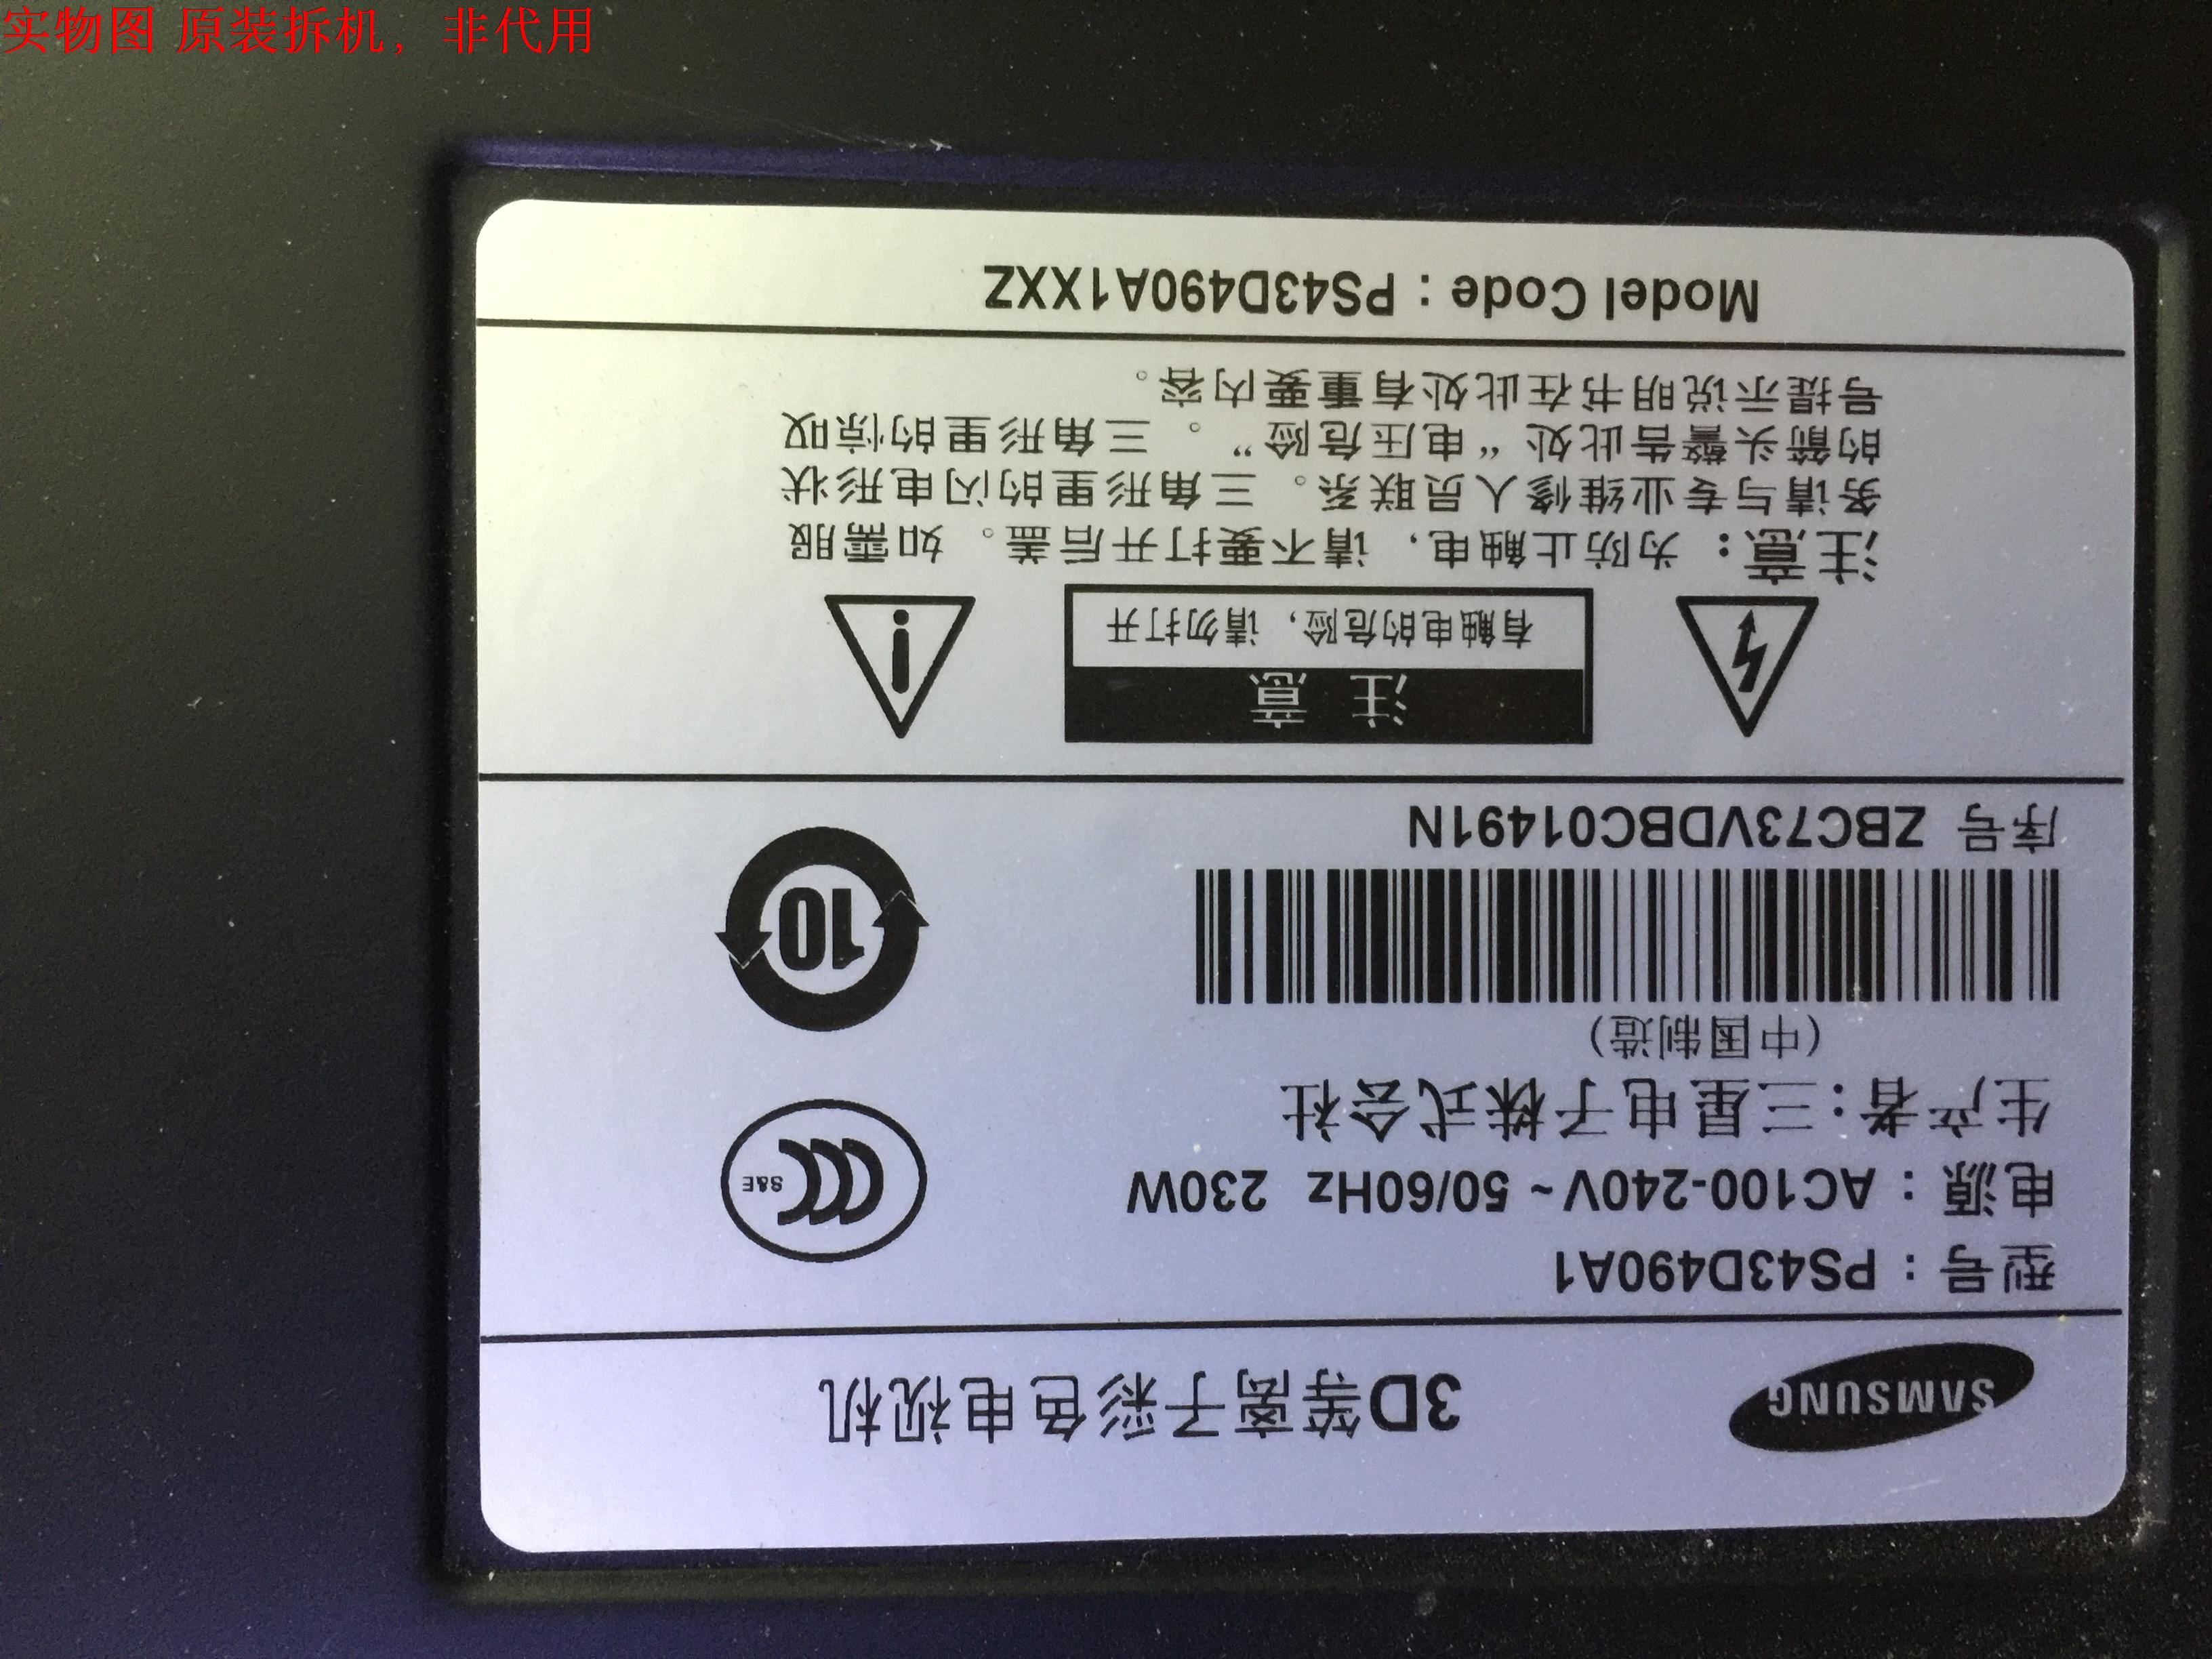 实物图 原装拆机，非代用
SAMSUNG
3D等离子彩色电视机
型号：PS43D490A1
电源：AC100-240V~50/60Hz 230W
生产者:三星电子株式会社
(中国制造)
S&E
10
序号 ZBC73VDBC01491N
注 意
有触电的危险，请勿打开
注意：为防止触电，请不要打开后盖。如需服
务请与专业维修人员联系。三角形里的闪电形状
的箭头警告此处“电压危险”。三角形里的惊叹
号提示说明书在此处有重要内容。
Model Code：PS43D490A1XXZ